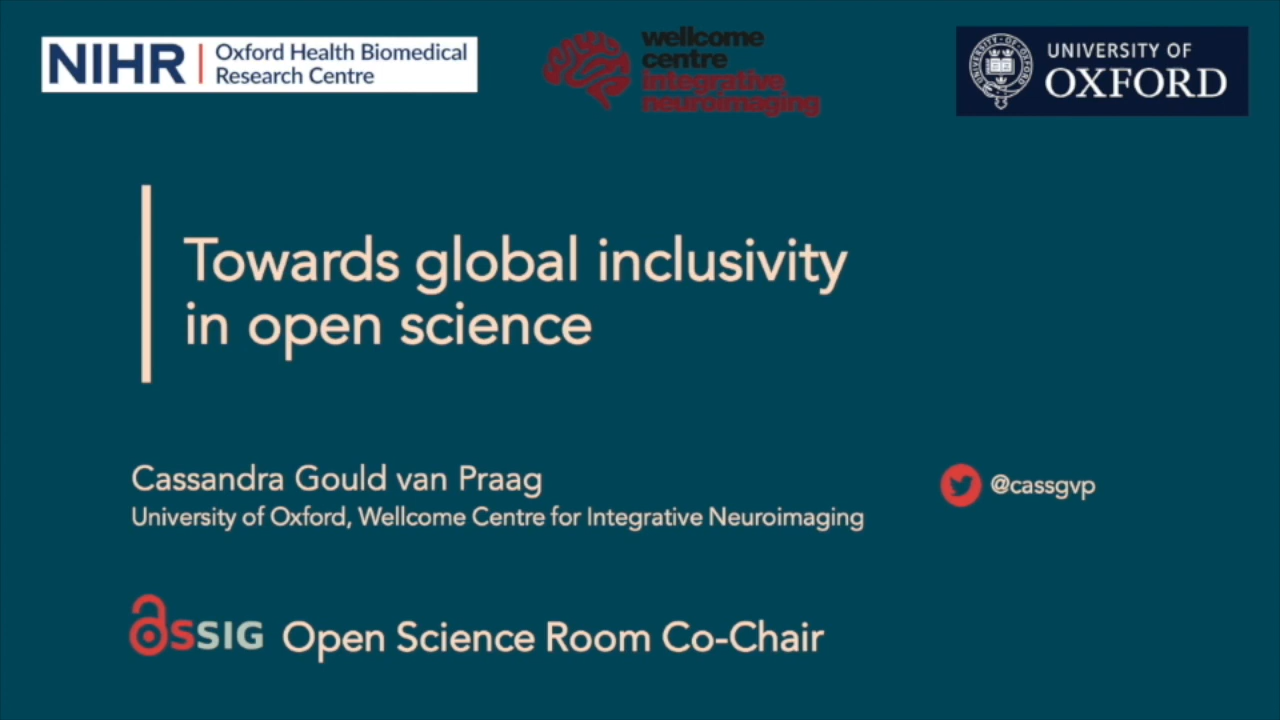 NIHR | Oxford Health Biomedical
Research Centre
wellcome
centre
integrative
neuroimaging
UNIVERSITY OF
OXFORD
Towards global inclusivity
in open science
Cassandra Gould van Praag
University of Oxford, Wellcome Centre for Integrative Neuroimaging
@cassgvp
OSSIG Open Science Room Co-Chair